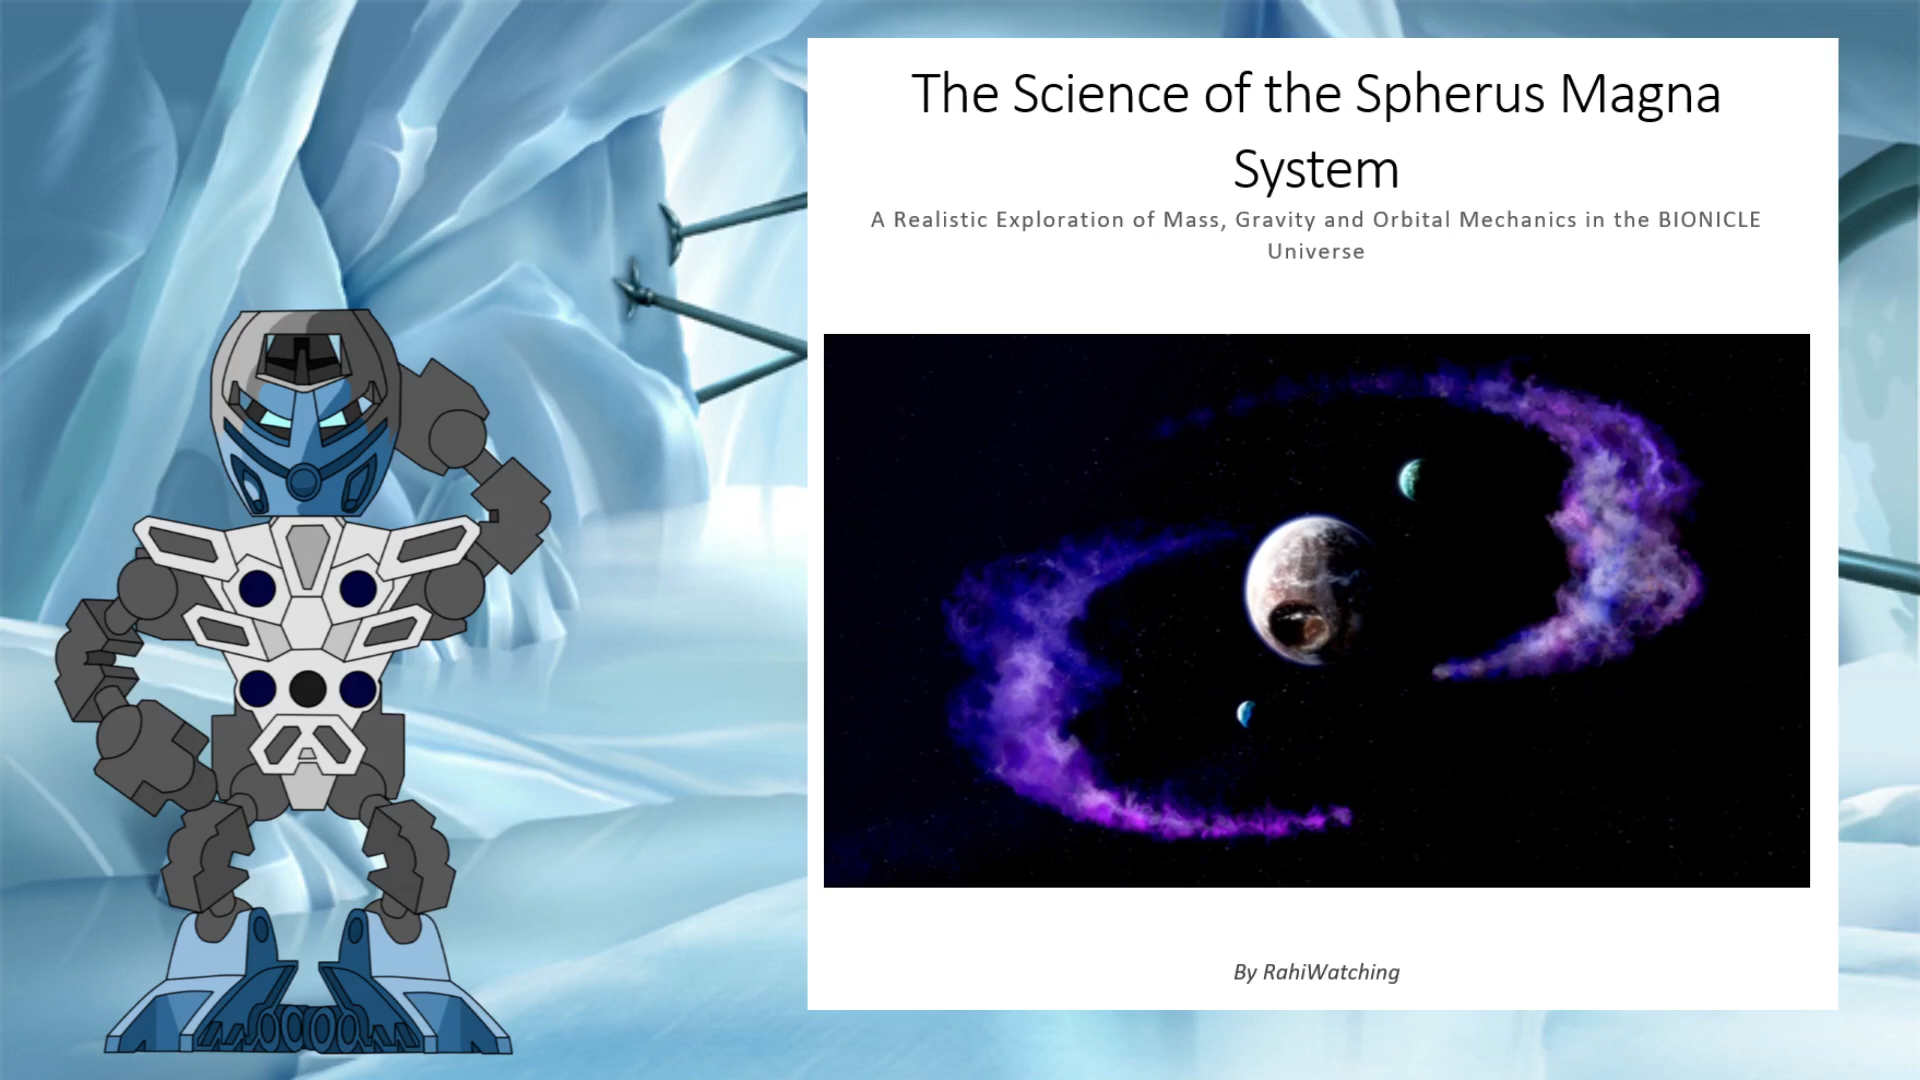 The Science of the Spherus Magna
System
A Realistic Exploration of Mass, Gravity and Orbital Mechanics in the BIONICLE
Universe
By RahiWatching